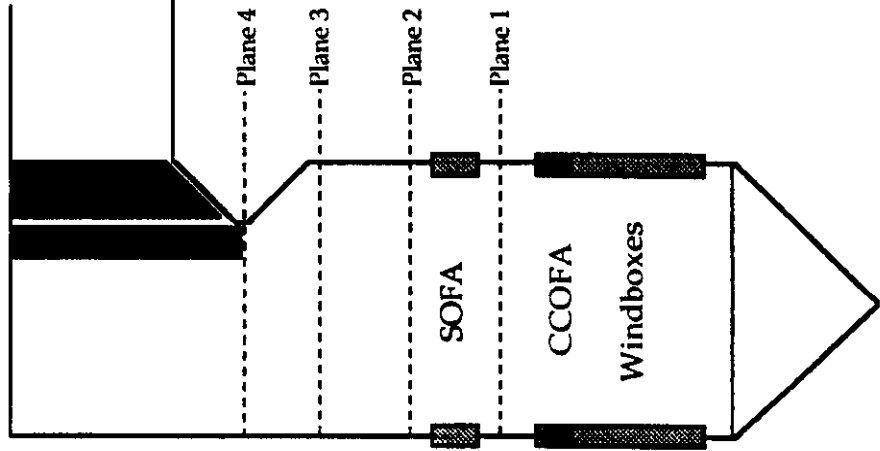 Plane 4
Plane 3
Plane 2
Plane 1
SOFA
CCOFA
Windboxes